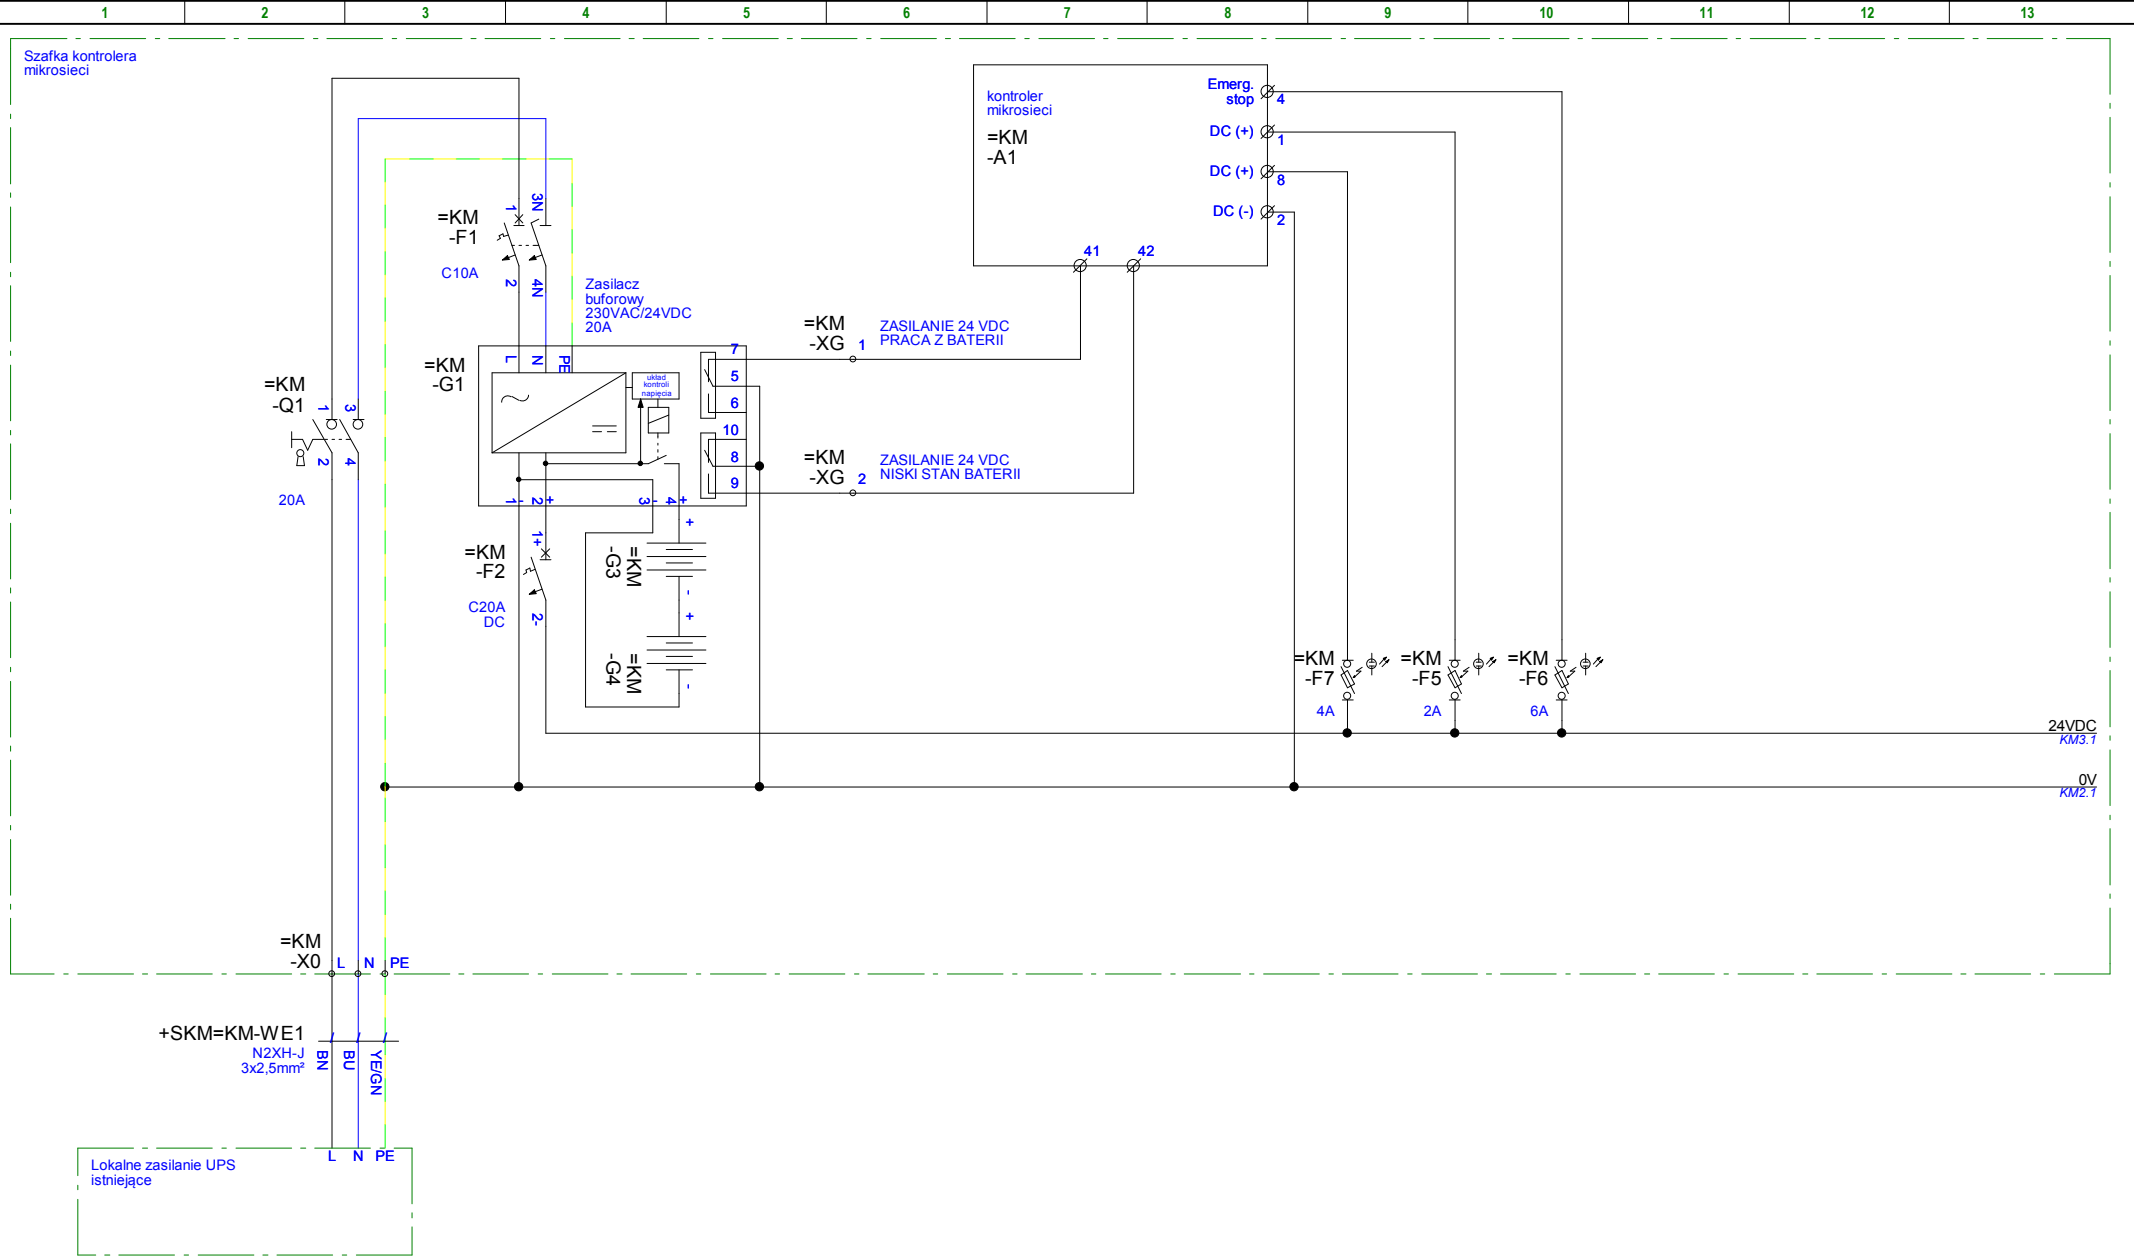 1 2 3 4 5 6 7 8 9 10 11 12 13
Szafka kontrolera
mikrosieci
kontroler
mikrosieci
=KM
-A1
Emerg.
stop
4
DC (+)
1
DC (+)
8
DC (-)
2
41 42
=KM
-F1
C10A
1 3N
2 4N
Zasilacz
buforowy
230VAC/24VDC
20A
=KM
-G1
L N PE
układ
kontroli
napięcia
7
5
6
10
8
9
1 - 2 + 3 - 4 +
=KM
-XG 1
ZASILANIE 24 VDC
PRACA Z BATERII
=KM
-XG 2
ZASILANIE 24 VDC
NISKI STAN BATERII
=KM
-Q1
1 3
2 4
20A
=KM
-F2
C20A
DC
1+
2-
+
=KM
-G3
-
+
=KM
-G4
-
=KM
-F7
4A
=KM
-F5
2A
=KM
-F6
6A
24VDC
KM3.1
0V
KM2.1
=KM
-X0 L N PE
+SKM=KM-WE1
N2XH-J
3x2,5mm²
BN BU YE/GN
L N PE
Lokalne zasilanie UPS
istniejące